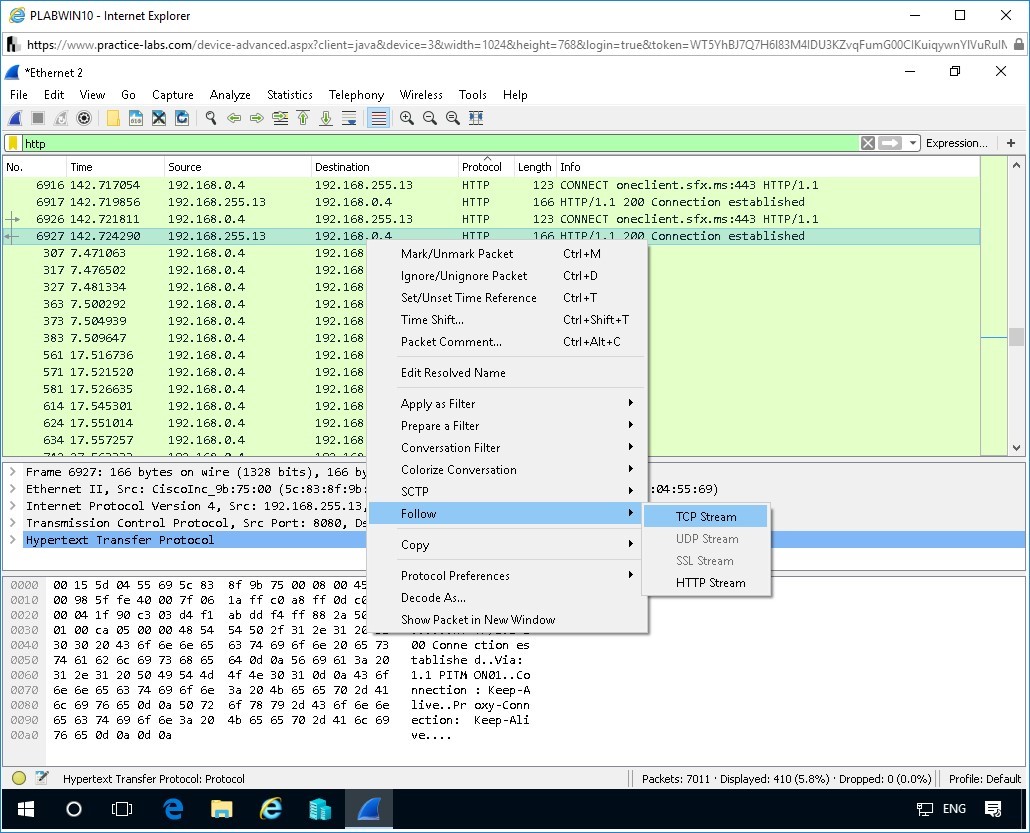 PLABWIN10 - Internet Explorer
https://www.practice-labs.com/device-advanced.aspx?client=java&device=3&width=1024&height=768&login=true&token=
*Ethernet 2
File Edit View Go Capture Analyze Statistics Telephony Wireless Tools Help
http Expression... +
No. Time Source Destination Protocol Length Info
6916 142.717054 192.168.0.4 192.168.255.13 HTTP 123 CONNECT oneclient.sfx.ms:443 HTTP/1.1
6917 142.719856 192.168.255.13 192.168.0.4 HTTP 166 HTTP/1.1 200 Connection established
6926 142.721811 192.168.0.4 192.168.255.13 HTTP 123 CONNECT oneclient.sfx.ms:443 HTTP/1.1
6927 142.724290 192.168.255.13 192.168.0.4 HTTP 166 HTTP/1.1 200 Connection established
307 7.471063 192.168.0.4 192.168
317 7.476502 192.168.0.4 192.168
327 7.481334 192.168.0.4 192.168
363 7.500292 192.168.0.4 192.168
373 7.504939 192.168.0.4 192.168
383 7.509647 192.168.0.4 192.168
561 17.516736 192.168.0.4 192.168
571 17.521520 192.168.0.4 192.168
581 17.526635 192.168.0.4 192.168
614 17.545301 192.168.0.4 192.168
624 17.551014 192.168.0.4 192.168
634 17.557257 192.168.0.4 192.168
Mark/Unmark Packet Ctrl+M
Ignore/Unignore Packet Ctrl+D
Set/Unset Time Reference Ctrl+T
Time Shift... Ctrl+Shift+T
Packet Comment... Ctrl+Alt+C
Edit Resolved Name
Apply as Filter
Prepare a Filter
Conversation Filter
Colorize Conversation
SCTP
Follow
Copy
Protocol Preferences
Decode As...
Show Packet in New Window
TCP Stream
UDP Stream
SSL Stream
HTTP Stream
Frame 6927: 166 bytes on wire (1328 bits), 166 by
Ethernet II, Src: CiscoInc_9b:75:00 (5c:83:8f:9b: :04:55:69)
Internet Protocol Version 4, Src: 192.168.255.13,
Transmission Control Protocol, Src Port: 8080, Ds
Hypertext Transfer Protocol
0000 00 15 5d 04 55 69 5c 83 8f 9b 75 00 08 00 45
0010 00 98 5f fe 40 00 7f 06 1a ff c0 a8 ff 0d c0
0020 00 04 1f 90 c3 03 d4 f1 ab dd f4 ff 88 2a 50
0030 01 00 ca 05 00 00 48 54 54 50 2f 31 2e 31 20
0040 30 30 20 43 6f 6e 6e 65 63 74 69 6f 6e 20 65 73 00 Conne ction es
0050 74 61 62 6c 69 73 68 65 64 0d 0a 56 69 61 3a 20 tablishe d..Via:
0060 31 2e 31 20 50 49 54 4d 4f 4e 30 31 0d 0a 43 6f 1.1 PITM ON01..Co
0070 6e 6e 65 63 74 69 6f 6e 3a 20 4b 65 65 70 2d 41 nnection : Keep-A
0080 6c 69 76 65 0d 0a 50 72 6f 78 79 2d 43 6f 6e 6e live..Pr oxy-Conn
0090 65 63 74 69 6f 6e 3a 20 4b 65 65 70 2d 41 6c 69 ection: Keep-Ali
00a0 76 65 0d 0a 0d 0a ve....
Hypertext Transfer Protocol: Protocol Packets: 7011 · Displayed: 410 (5.8%) · Dropped: 0 (0.0%) Profile: Default
ENG